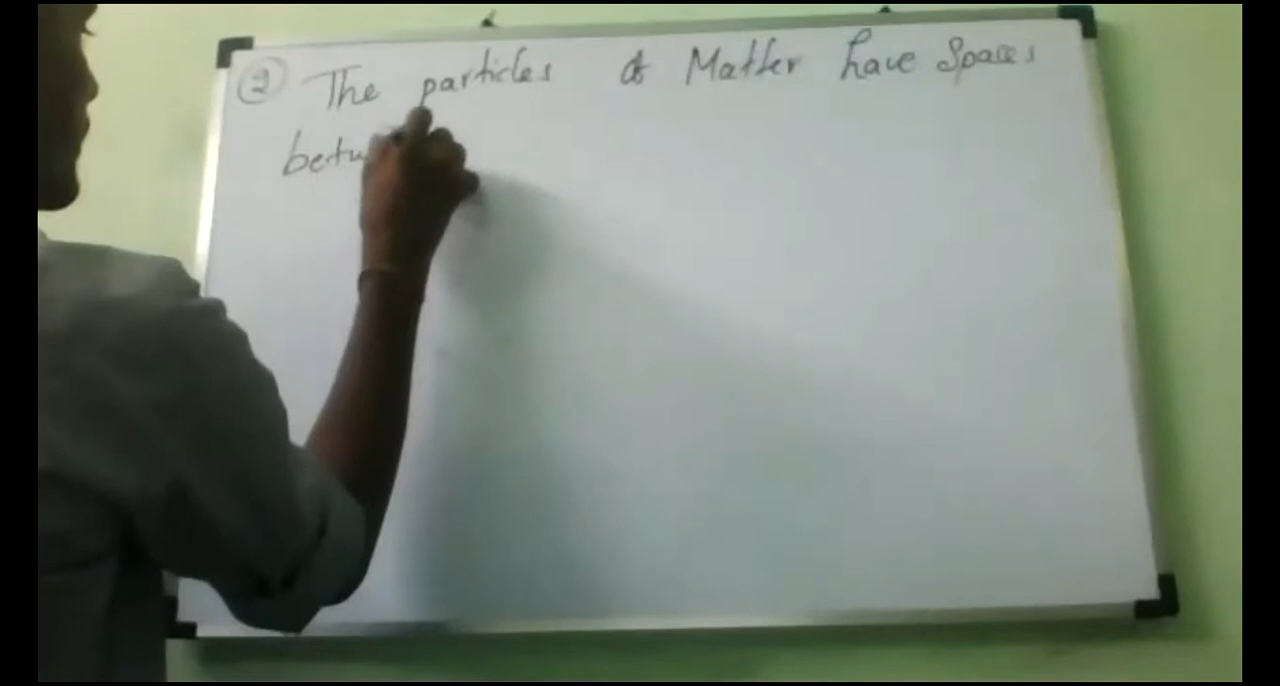 ② The particles of Matter have Spaces
betw